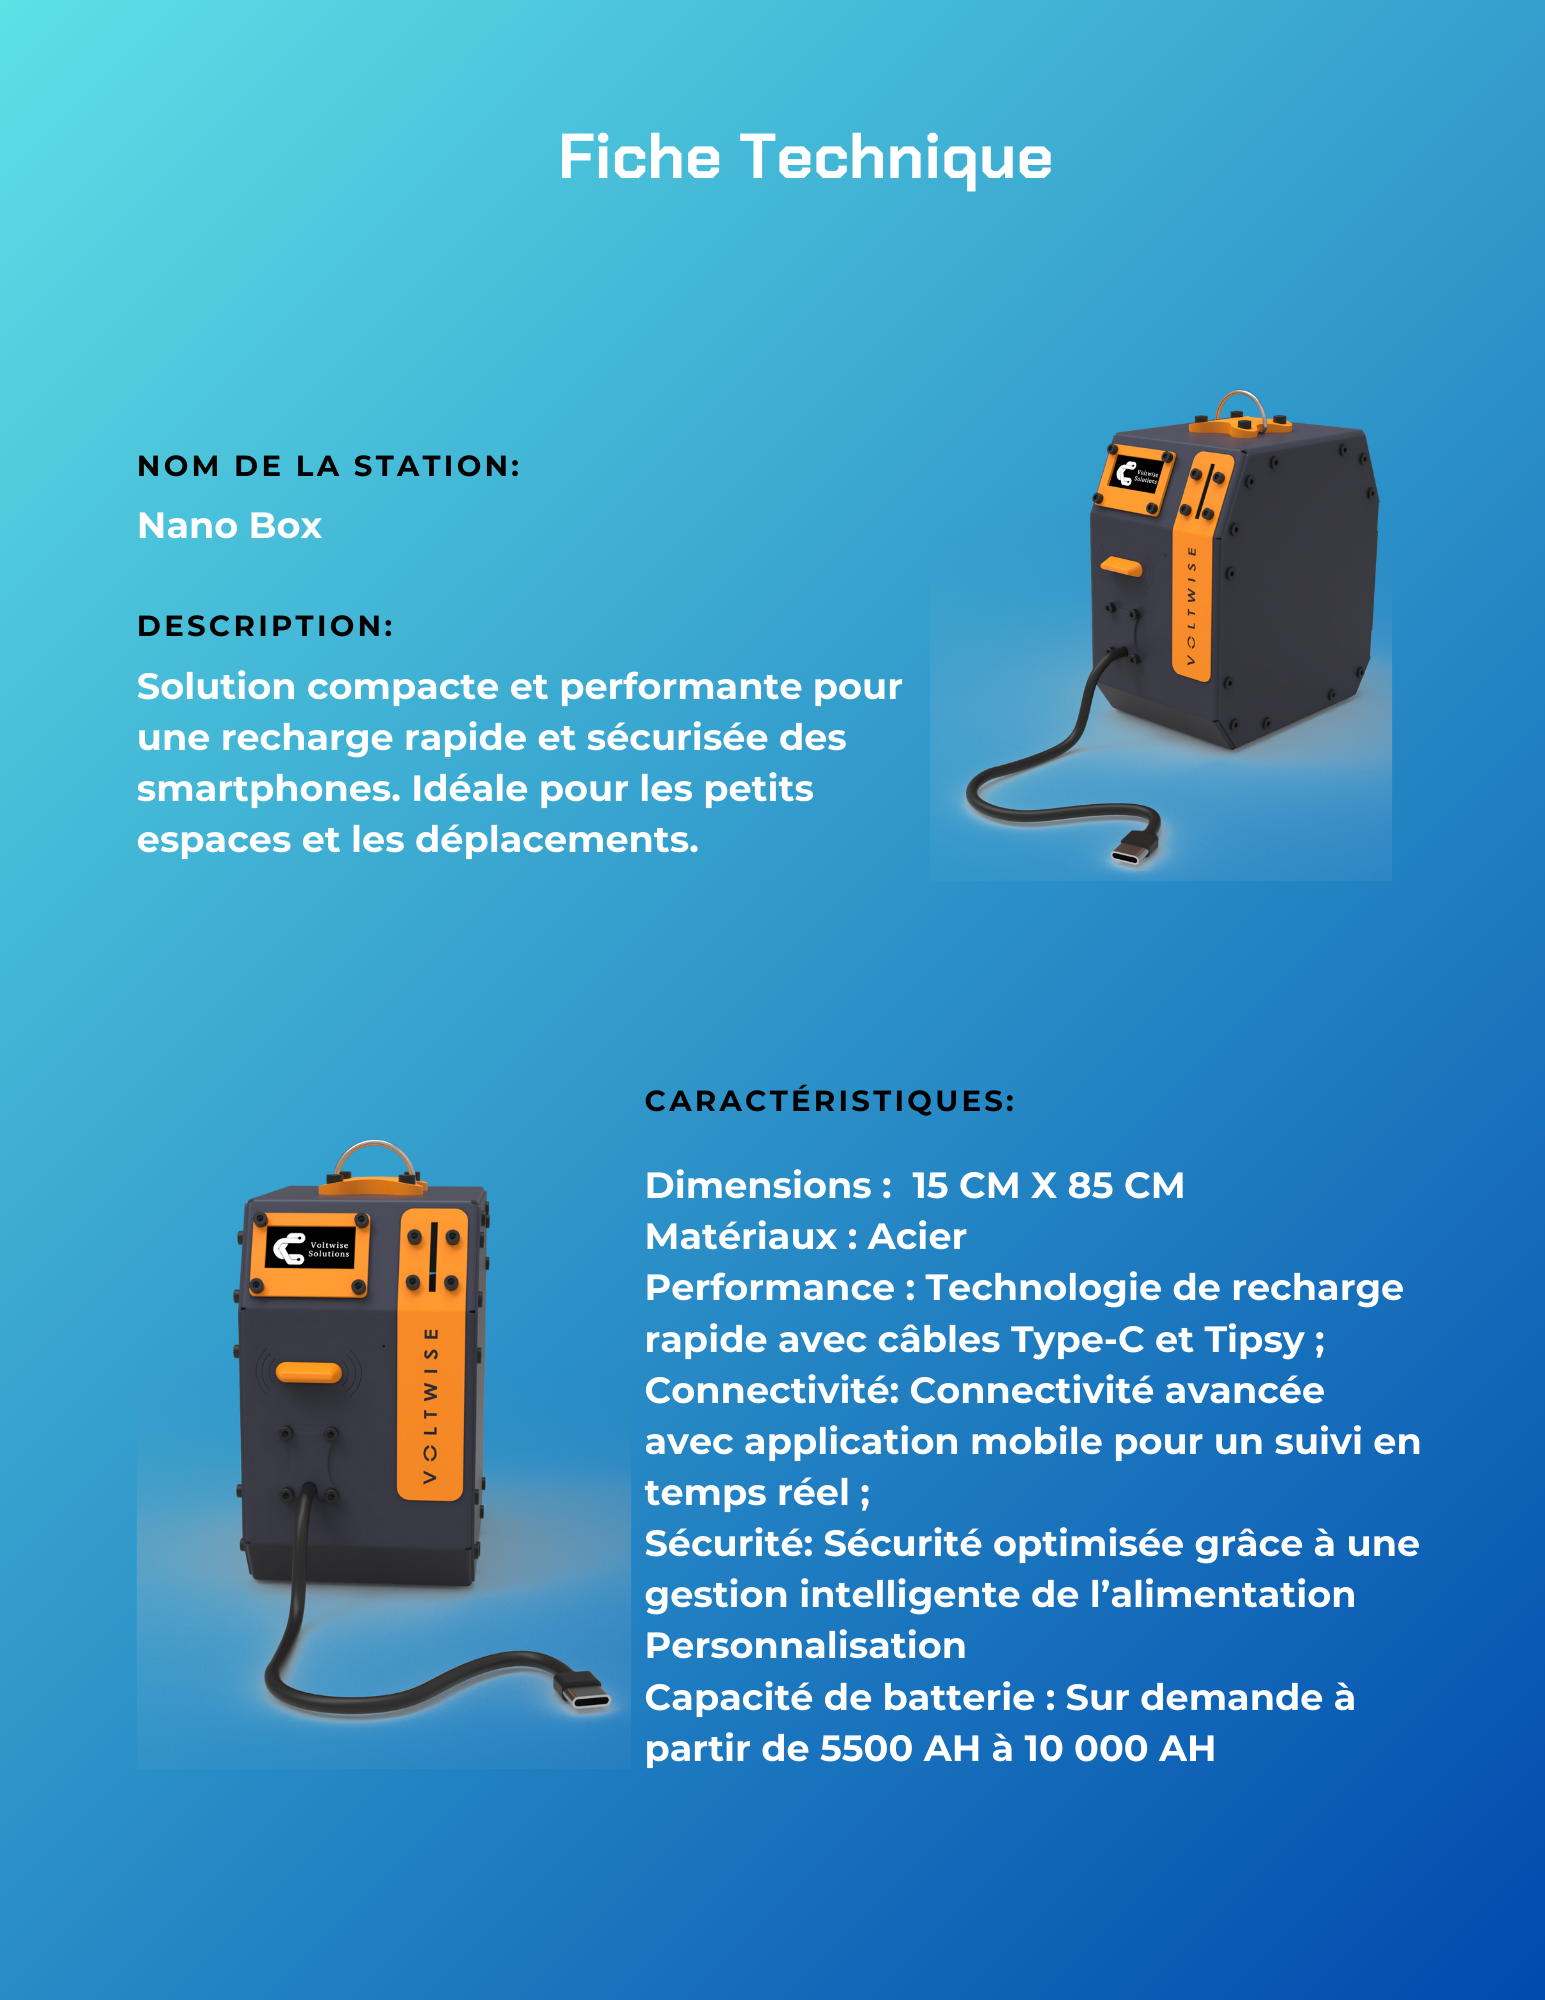 Fiche Technique
NOM DE LA STATION:
Nano Box
DESCRIPTION:
Solution compacte et performante pour
une recharge rapide et sécurisée des
smartphones. Idéale pour les petits
espaces et les déplacements.
Voltwise
Solutions
VOLTWISE
CARACTÉRISTIQUES:
Dimensions :  15 CM X 85 CM
Matériaux : Acier
Performance : Technologie de recharge
rapide avec câbles Type-C et Tipsy ;
Connectivité: Connectivité avancée
avec application mobile pour un suivi en
temps réel ;
Sécurité: Sécurité optimisée grâce à une
gestion intelligente de l’alimentation
Personnalisation
Capacité de batterie : Sur demande à
partir de 5500 AH à 10 000 AH
Voltwise
Solutions
VOLTWISE